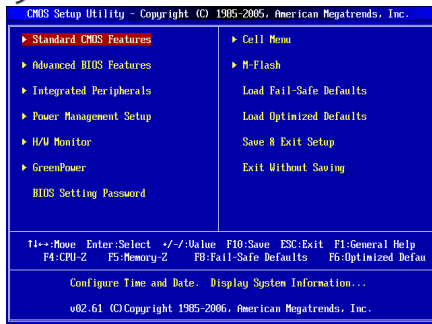 CMOS Setup Utility - Copyright (C) 1985-2005, American Megatrends, Inc.
▶ Standard CMOS Features
▶ Advanced BIOS Features
▶ Integrated Peripherals
▶ Power Management Setup
▶ H/W Monitor
▶ GreenPower
BIOS Setting Password
▶ Cell Menu
▶ M-Flash
Load Fail-Safe Defaults
Load Optimized Defaults
Save & Exit Setup
Exit Without Saving
↑↓←→:Move Enter:Select +/-/:Value F10:Save ESC:Exit F1:General Help
F4:CPU-Z F5:Memory-Z F8:Fail-Safe Defaults F6:Optimized Defau
Configure Time and Date. Display System Information...
v02.61 (C)Copyright 1985-2006, American Megatrends, Inc.